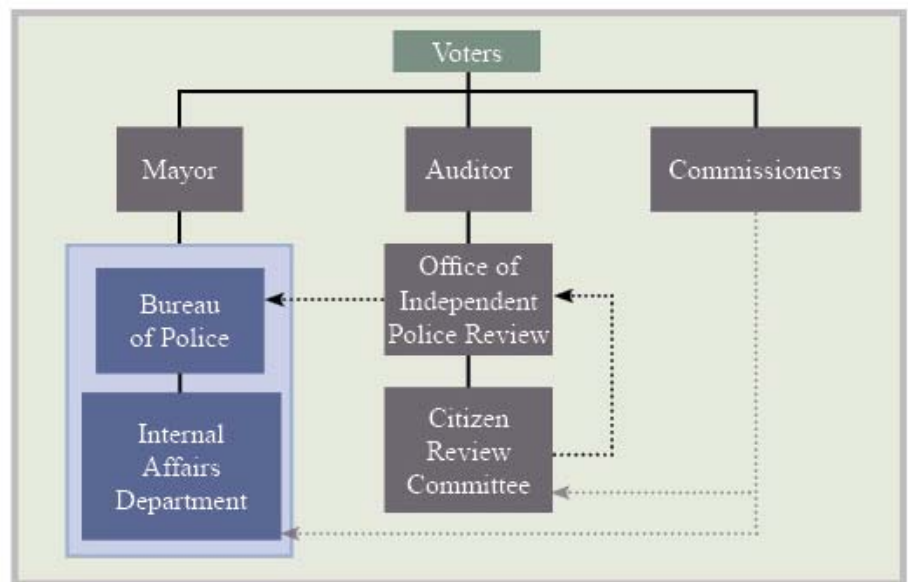 Voters
Mayor
Auditor
Commissioners
Bureau
of Police
Office of
Independent
Police Review
Internal
Affairs
Department
Citizen
Review
Committee